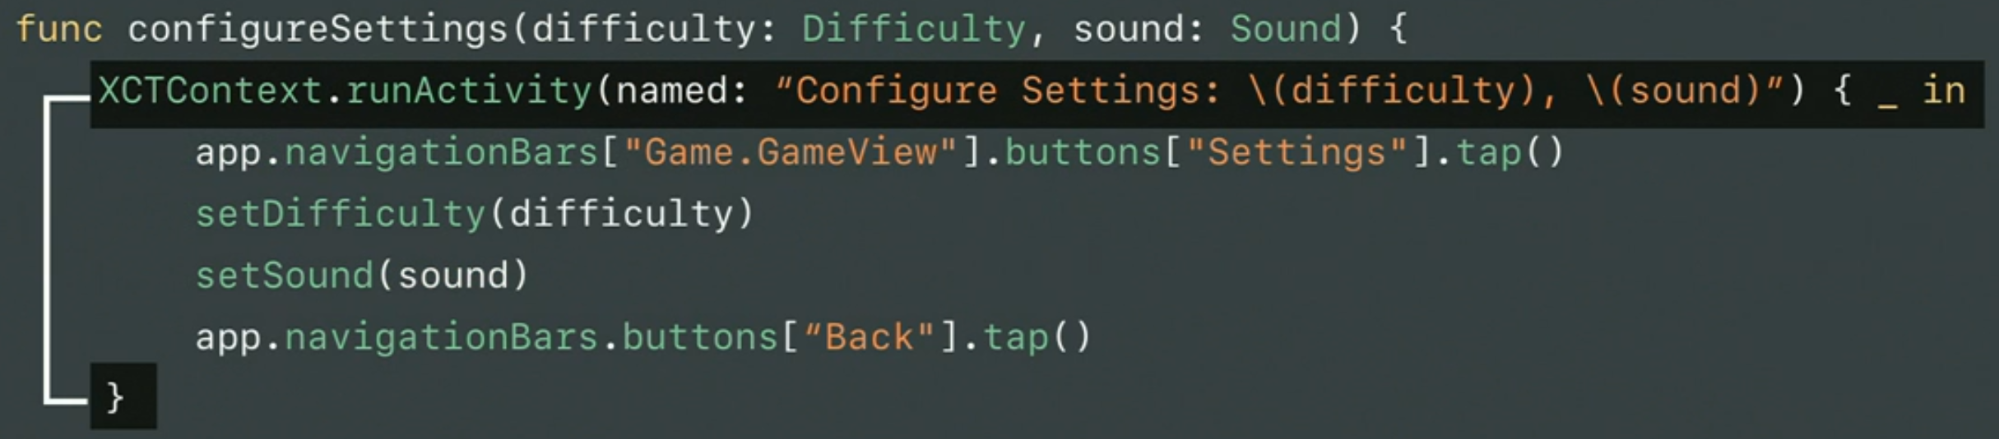 func configureSettings(difficulty: Difficulty, sound: Sound) {
XCTContext.runActivity(named: “Configure Settings: \(difficulty), \(sound)”) { _ in
app.navigationBars["Game.GameView"].buttons["Settings"].tap()
setDifficulty(difficulty)
setSound(sound)
app.navigationBars.buttons[“Back"].tap()
}